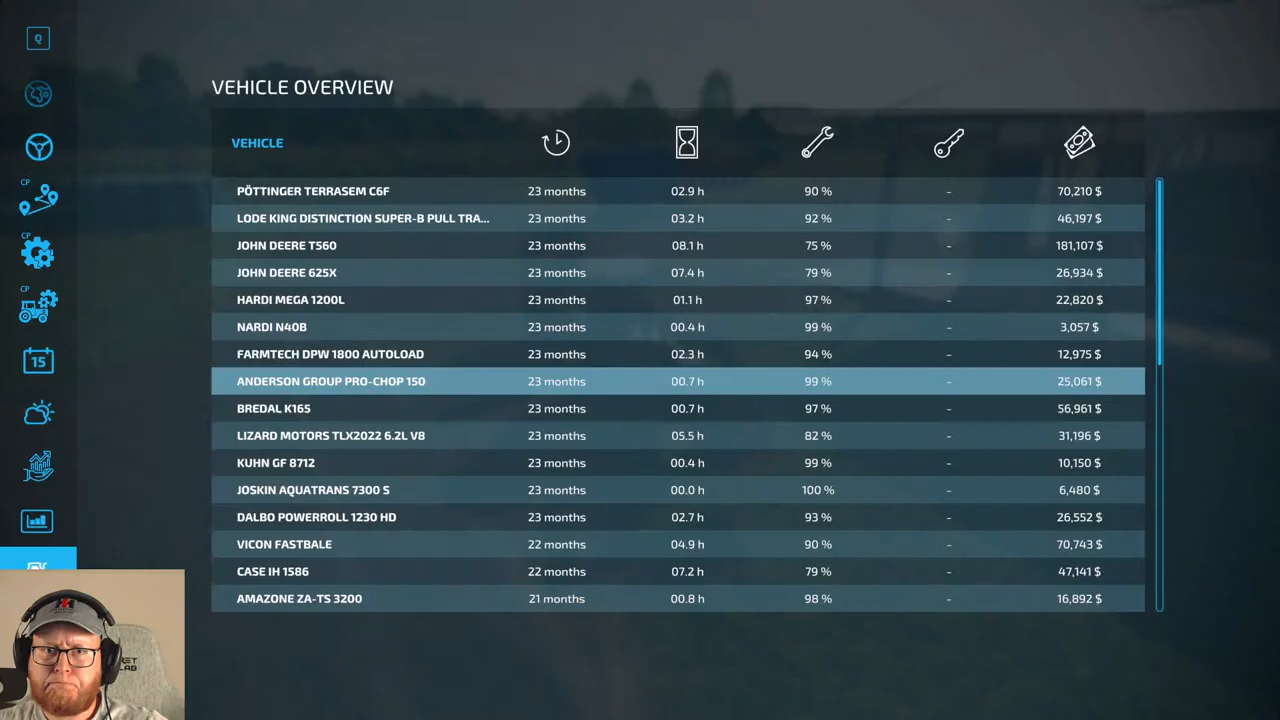 Q
VEHICLE OVERVIEW
VEHICLE
PÖTTINGER TERRASEM C6F 23 months 02.9 h 90 % - 70,210 $
LODE KING DISTINCTION SUPER-B PULL TRA... 23 months 03.2 h 92 % - 46,197 $
CP
JOHN DEERE T560 23 months 08.1 h 75 % - 181,107 $
CP
JOHN DEERE 625X 23 months 07.4 h 79 % - 26,934 $
HARDI MEGA 1200L 23 months 01.1 h 97 % - 22,820 $
CP
NARDI N40B 23 months 00.4 h 99 % - 3,057 $
FARMTECH DPW 1800 AUTOLOAD 23 months 02.3 h 94 % - 12,975 $
15
ANDERSON GROUP PRO-CHOP 150 23 months 00.7 h 99 % - 25,061 $
BREDAL K165 23 months 00.7 h 97 % - 56,961 $
LIZARD MOTORS TLX2022 6.2L V8 23 months 05.5 h 82 % - 31,196 $
KUHN GF 8712 23 months 00.4 h 99 % - 10,150 $
JOSKIN AQUATRANS 7300 S 23 months 00.0 h 100 % - 6,480 $
DALBO POWERROLL 1230 HD 23 months 02.7 h 93 % - 26,552 $
VICON FASTBALE 22 months 04.9 h 90 % - 70,743 $
CASE IH 1586 22 months 07.2 h 79 % - 47,141 $
AMAZONE ZA-TS 3200 21 months 00.8 h 98 % - 16,892 $